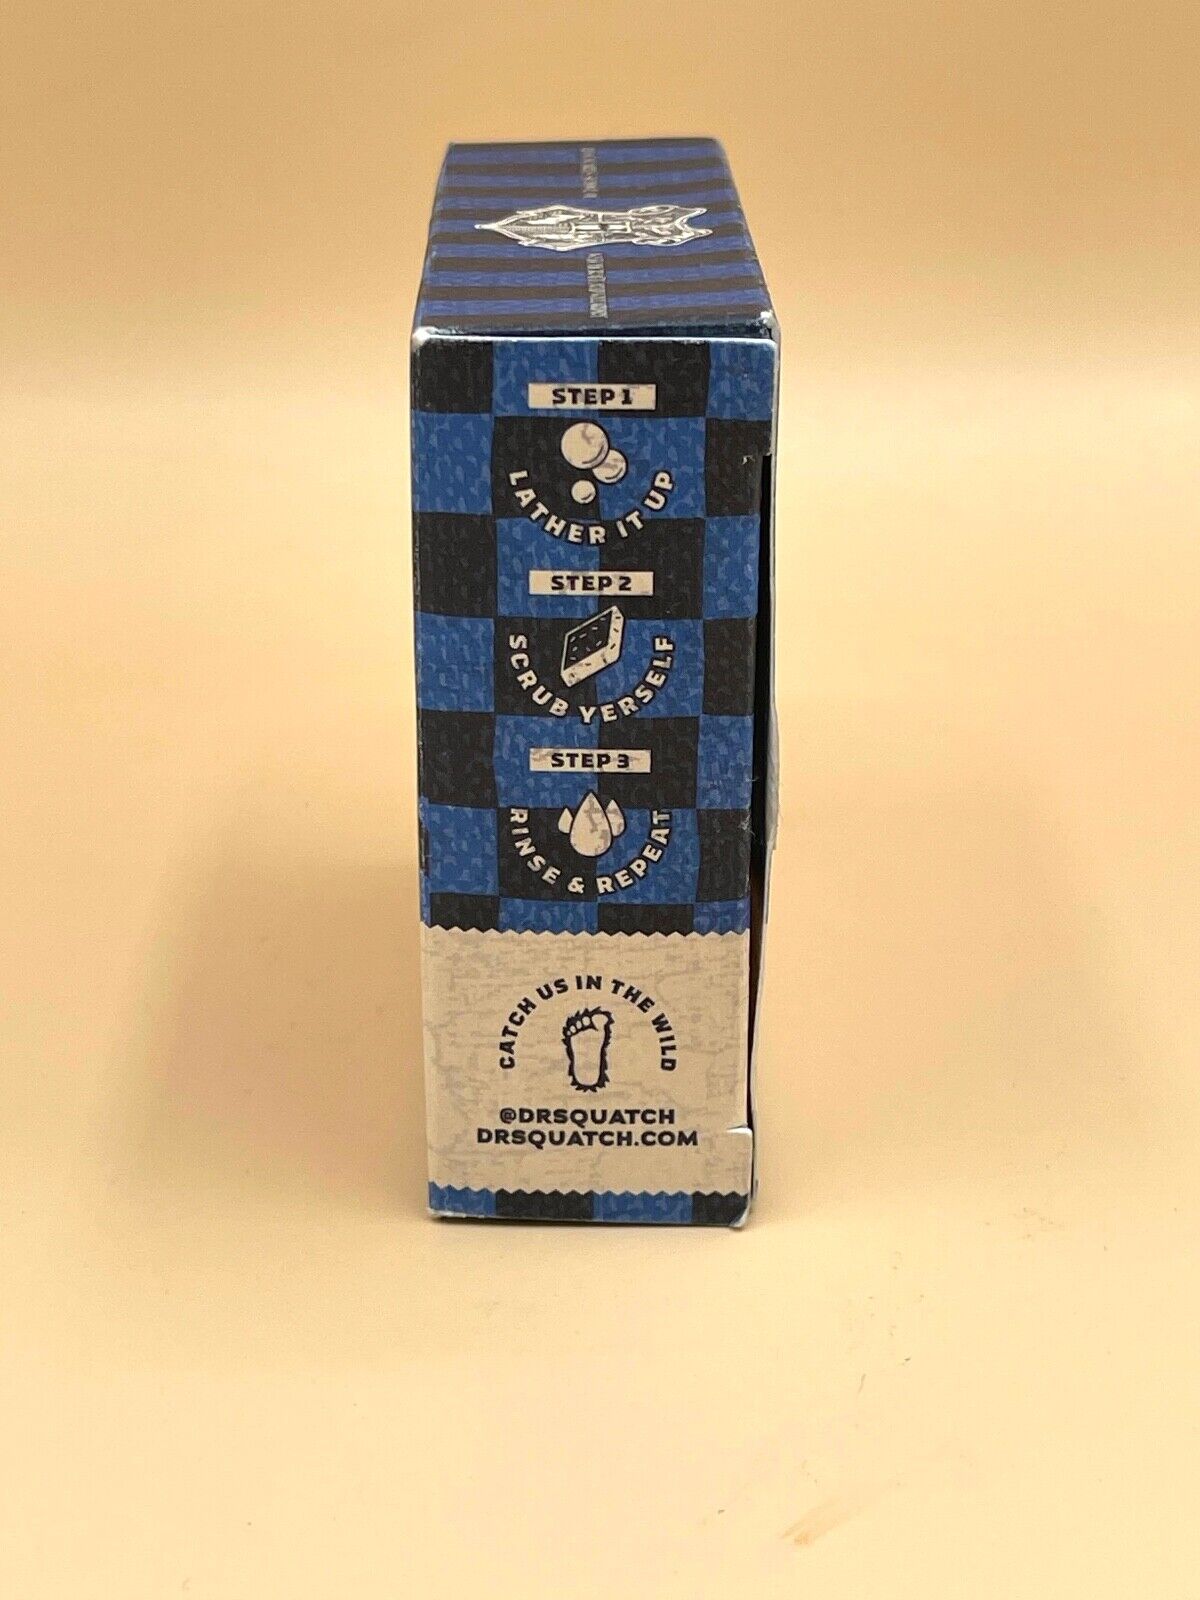 STEP 1
LATHER IT UP
STEP 2
SCRUB YERSELF
STEP 3
RINSE & REPEAT
CATCH US IN THE WILD
@DRSQUATCH
DRSQUATCH.COM